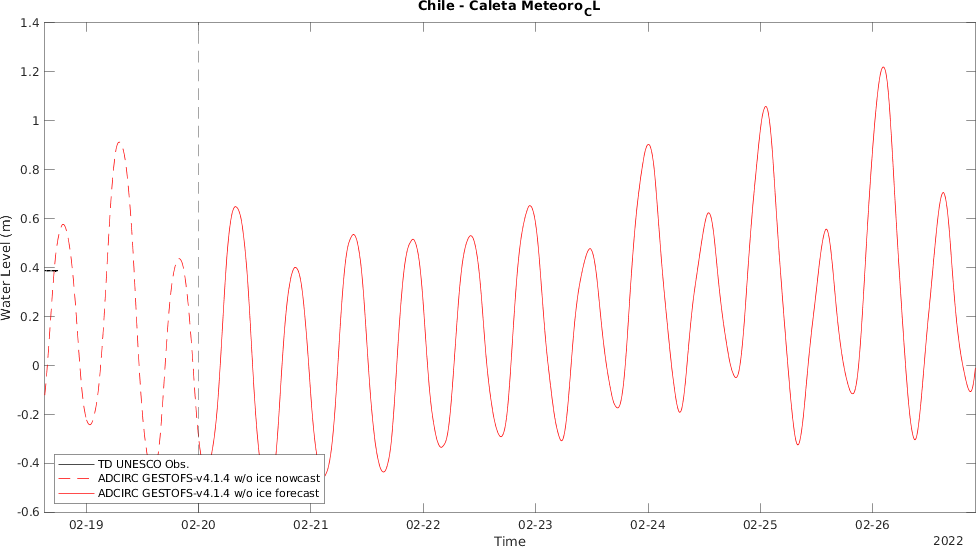 Chile - Caleta Meteoro_CL
1.4
1.2
1
0.8
0.6
0.4
0.2
0
-0.2
-0.4
-0.6
Water Level (m)
TD UNESCO Obs.
ADCIRC GESTOFS-v4.1.4 w/o ice nowcast
ADCIRC GESTOFS-v4.1.4 w/o ice forecast
02-19 02-20 02-21 02-22 02-23 02-24 02-25 02-26
Time
2022